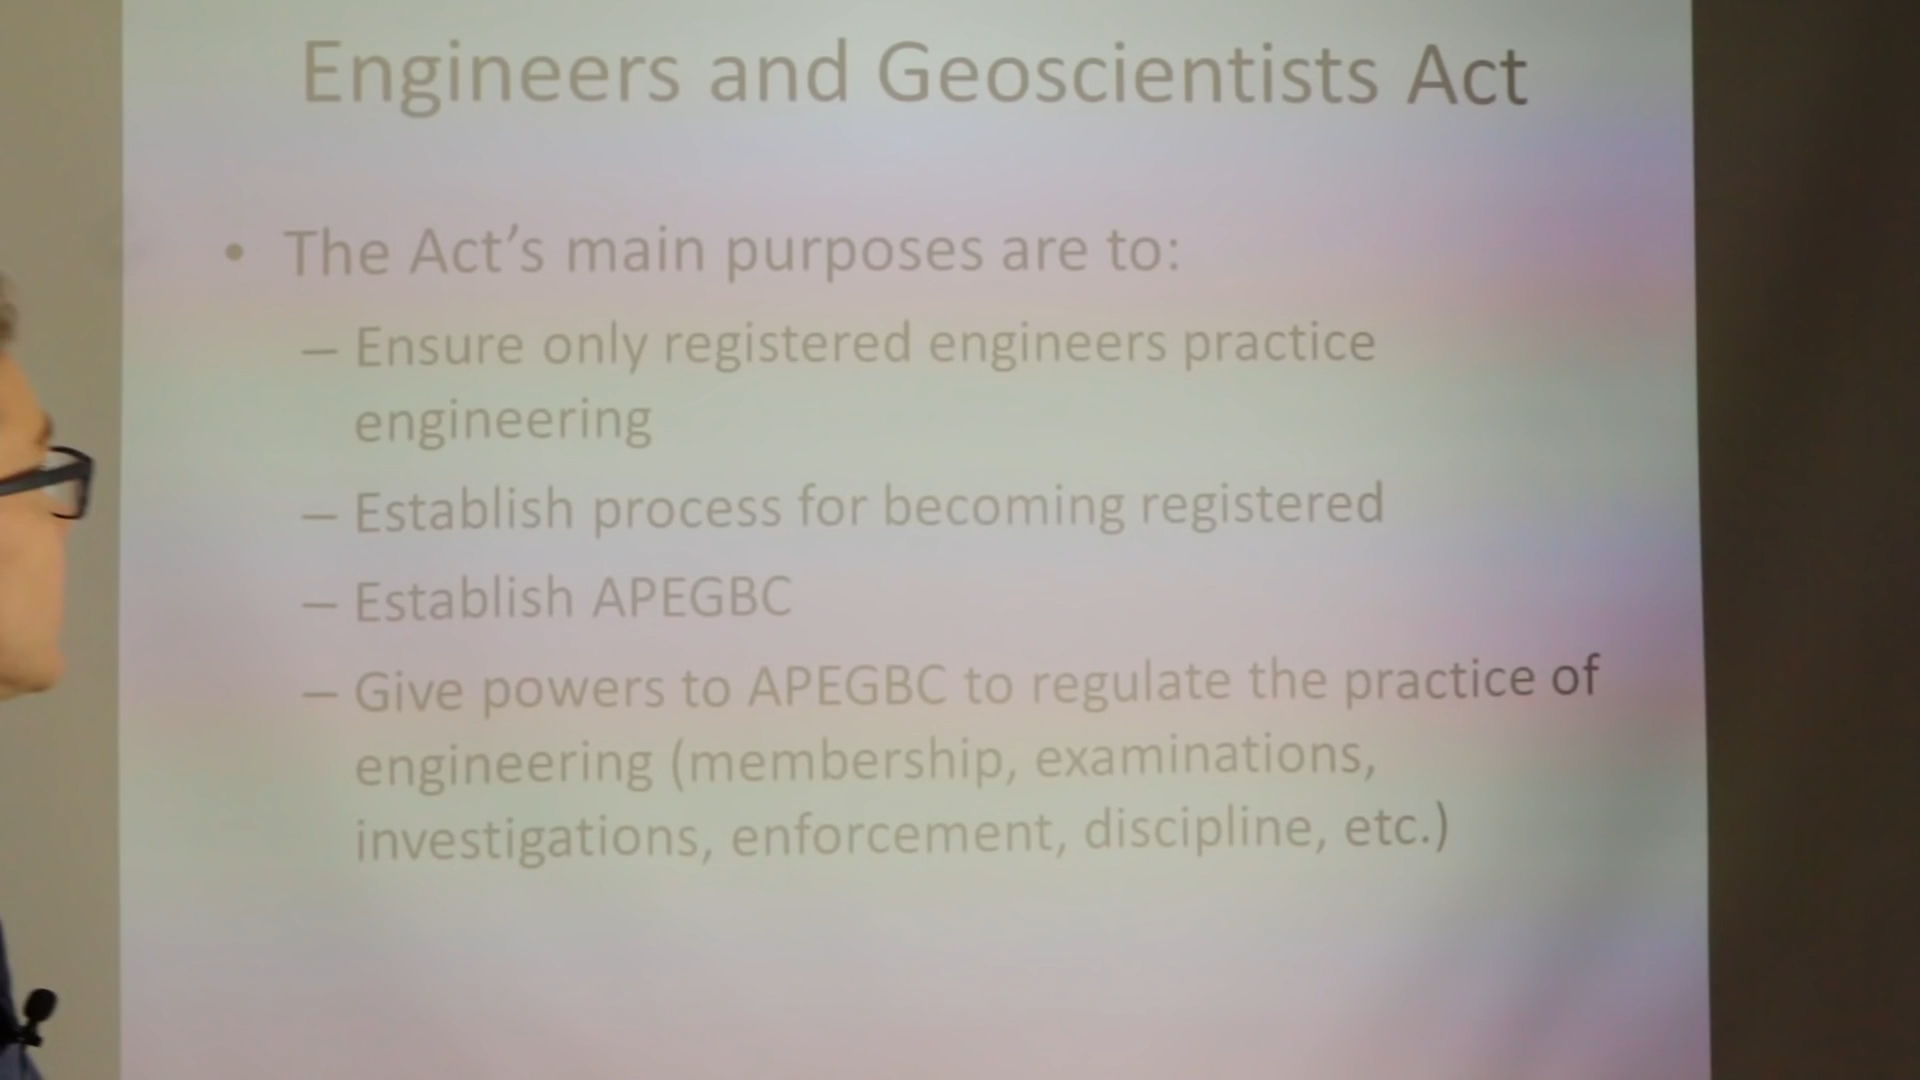 Engineers and Geoscientists Act
• The Act's main purposes are to:
– Ensure only registered engineers practice
engineering
– Establish process for becoming registered
– Establish APEGBC
– Give powers to APEGBC to regulate the practice of
engineering (membership, examinations,
investigations, enforcement, discipline, etc.)